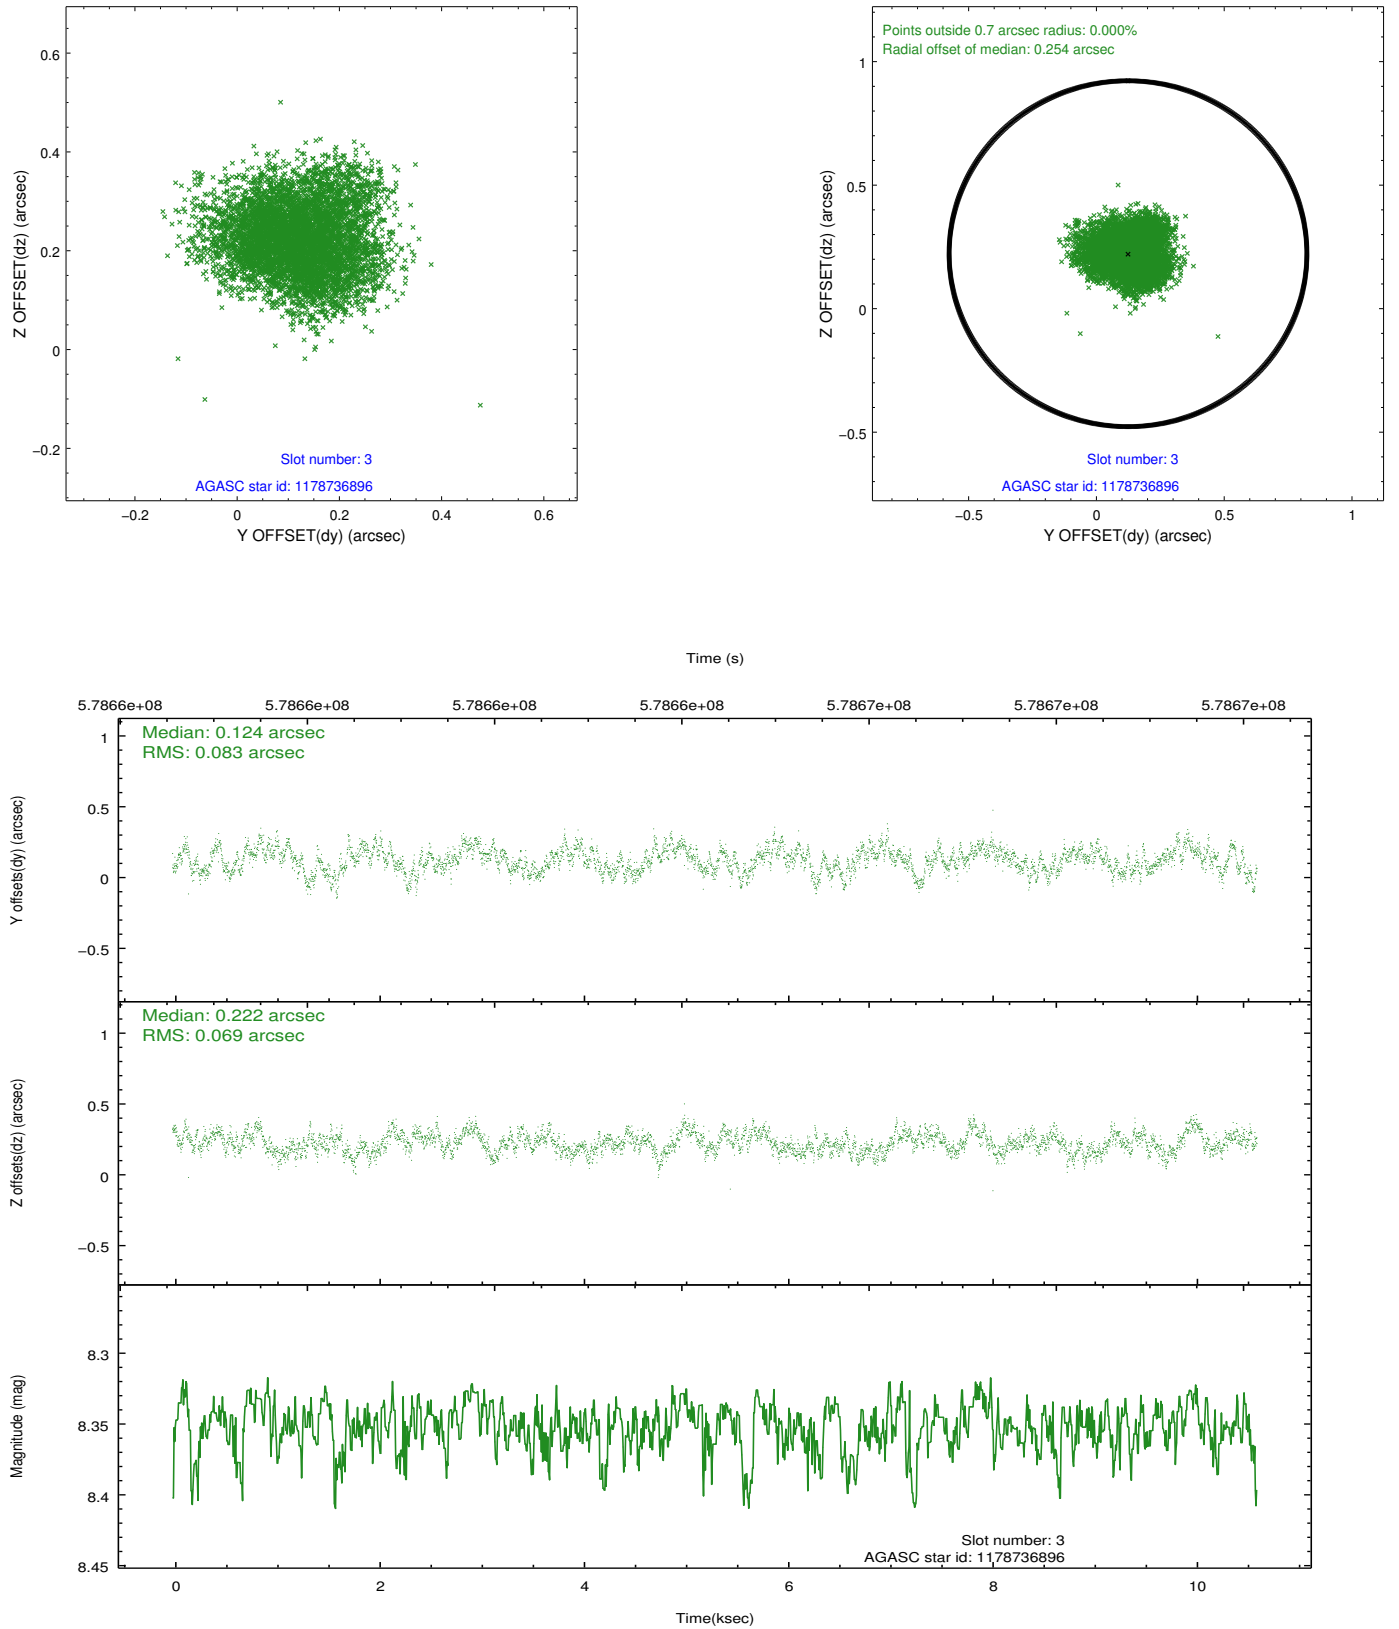 0.6
0.4
0.2
0
−0.2
Z OFFSET(dz) (arcsec)
Slot number: 3
AGASC star id: 1178736896
−0.2 0 0.2 0.4 0.6
Y OFFSET(dy) (arcsec)
Points outside 0.7 arcsec radius: 0.000%
Radial offset of median: 0.254 arcsec
1
0.5
0
−0.5
Z OFFSET(dz) (arcsec)
Slot number: 3
AGASC star id: 1178736896
−0.5 0 0.5 1
Y OFFSET(dy) (arcsec)
Time (s)
5.7866e+08 5.7866e+08 5.7866e+08 5.7866e+08 5.7867e+08 5.7867e+08 5.7867e+08
Median: 0.124 arcsec
RMS: 0.083 arcsec
1
0.5
0
−0.5
Y offsets(dy) (arcsec)
Median: 0.222 arcsec
RMS: 0.069 arcsec
1
0.5
0
−0.5
Z offsets(dz) (arcsec)
8.3
8.35
8.4
8.45
Magnitude (mag)
Slot number: 3
AGASC star id: 1178736896
0 2 4 6 8 10
Time(ksec)